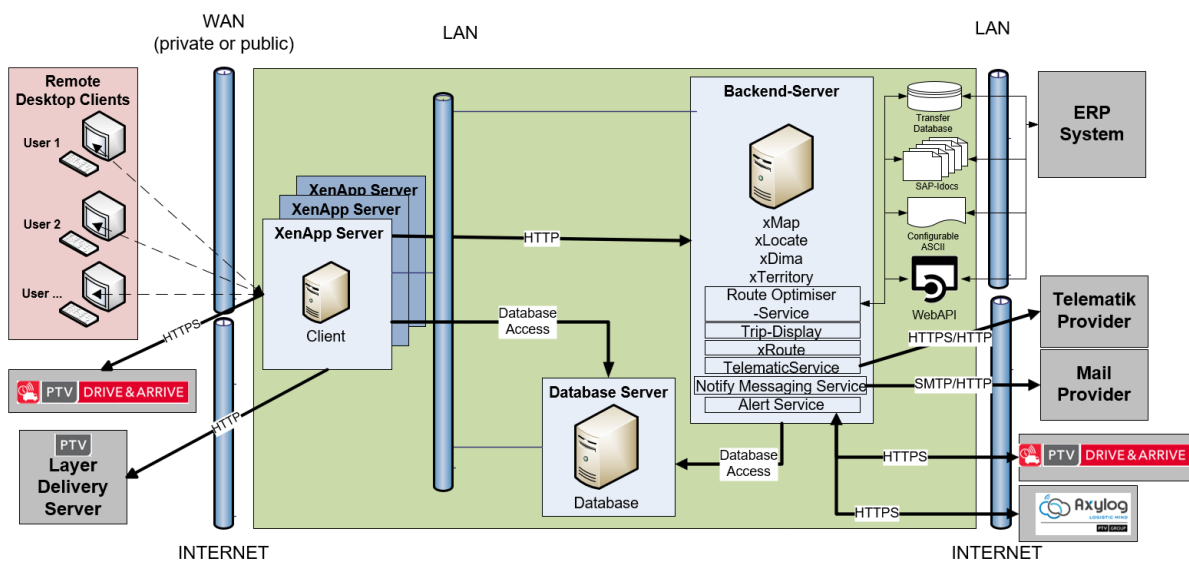 WAN
(private or public)
LAN
LAN
Remote
Desktop Clients
User 1
User 2
User ...
HTTPS
PTV DRIVE & ARRIVE
HTTP
PTV
Layer
Delivery
Server
INTERNET
XenApp Server
XenApp Server
XenApp Server
Client
HTTP
Database
Access
Database Server
Database
Backend-Server
xMap
xLocate
xDima
xTerritory
Route Optimiser
-Service
Trip-Display
xRoute
TelematicService
Notify Messaging Service
Alert Service
Database
Access
Transfer
Database
SAP-Idocs
Configurable
ASCII
WebAPI
HTTPS/HTTP
SMTP/HTTP
HTTPS
HTTPS
ERP
System
Telematik
Provider
Mail
Provider
PTV DRIVE & ARRIVE
Axylog
LOGISTIC MIND
PTV GROUP
INTERNET